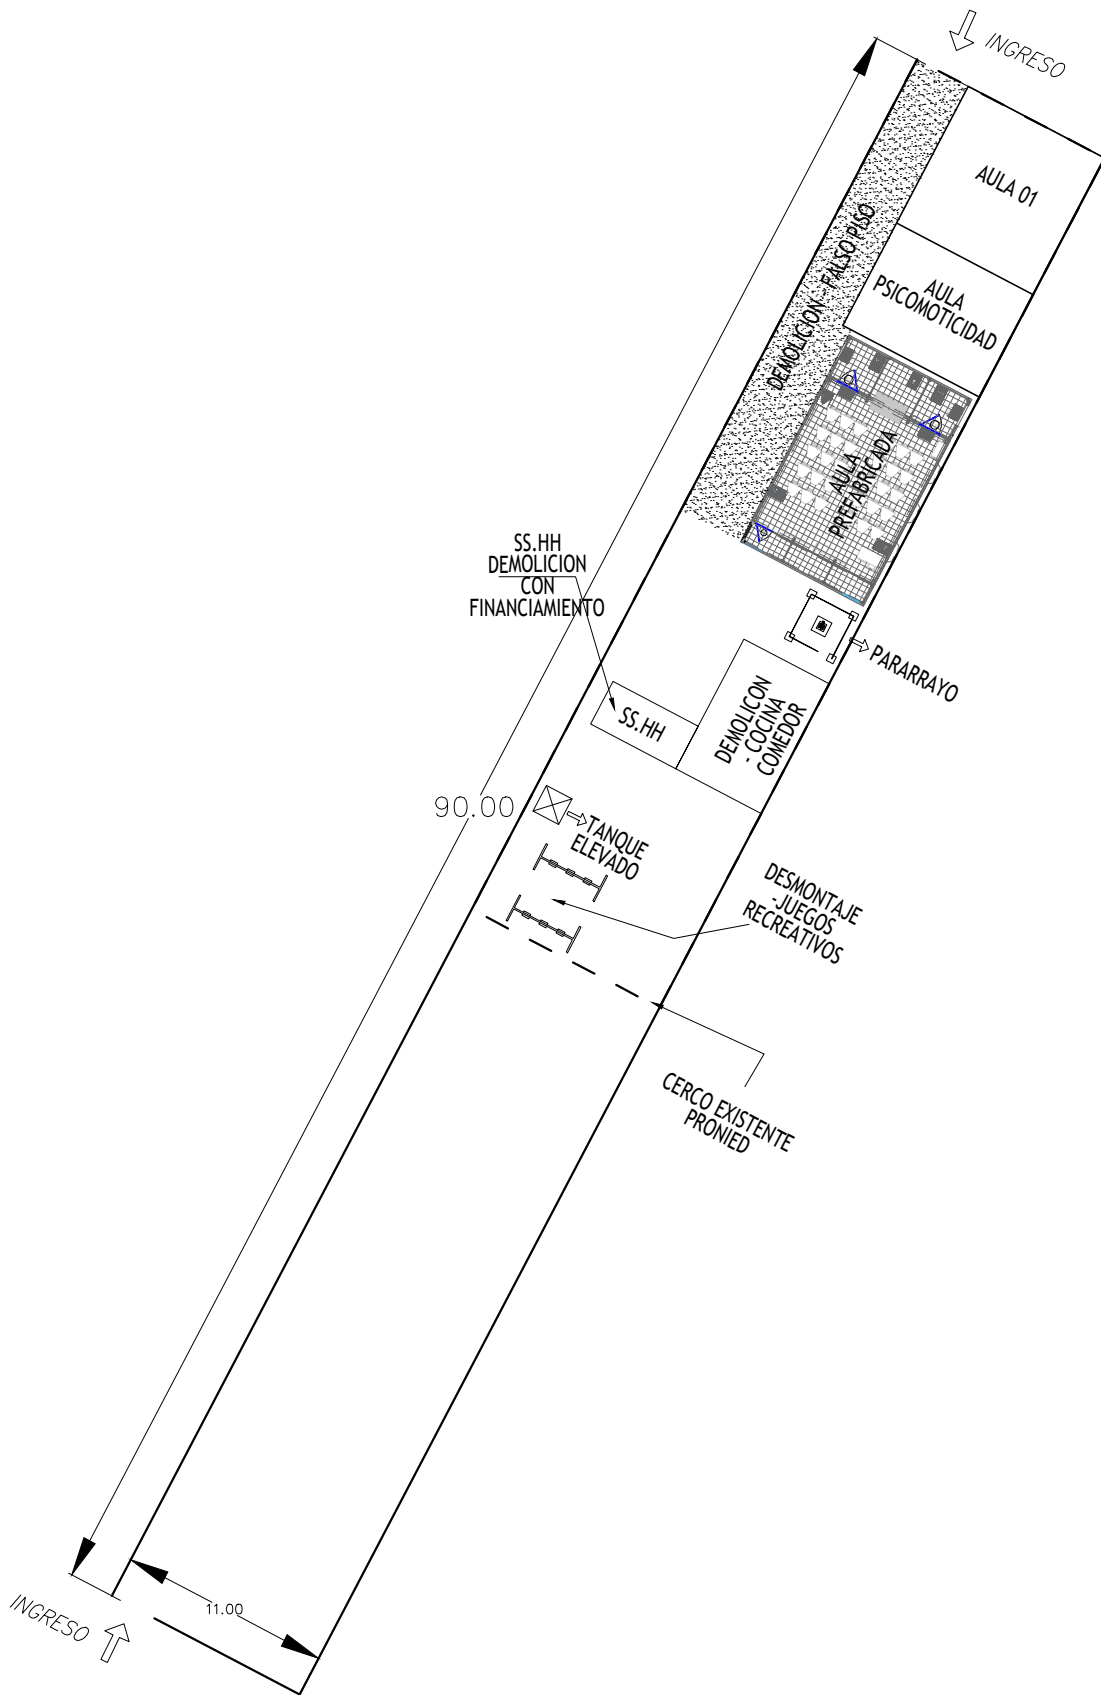 INGRESO
AULA 01
DEMOLICION - FALSO PISO
AULA
PSICOMOTICIDAD
AULA
PREFABRICADA
SS.HH
DEMOLICION
CON
FINANCIAMIENTO
PARARRAYO
SS.HH
DEMOLICON
- COCINA
COMEDOR
90.00
TANQUE
ELEVADO
DESMONTAJE
-JUEGOS
RECREATIVOS
CERCO EXISTENTE
PRONIED
11.00
INGRESO